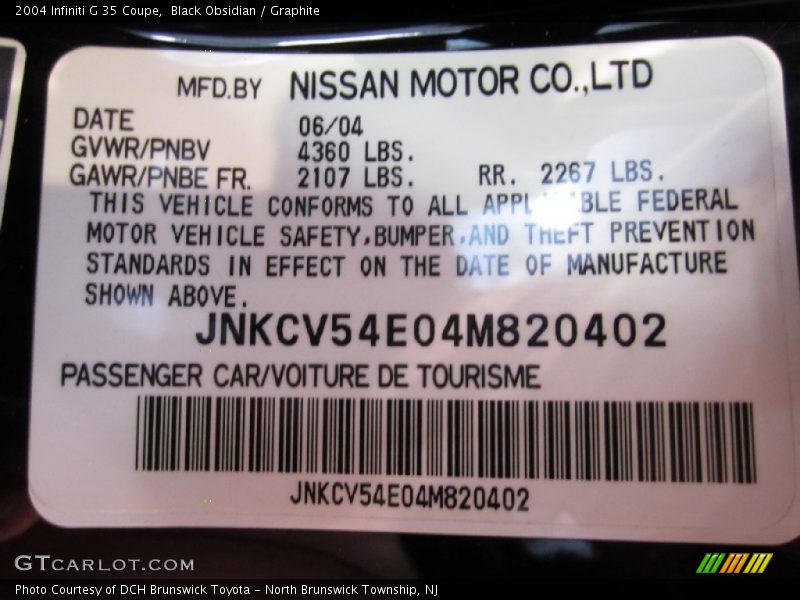 2004 Infiniti G 35 Coupe,  Black Obsidian / Graphite
MFD.BY NISSAN MOTOR CO.,LTD
DATE 06/04
GVWR/PNBV 4360 LBS.
GAWR/PNBE FR. 2107 LBS. RR. 2267 LBS.
THIS VEHICLE CONFORMS TO ALL FEDERAL
MOTOR VEHICLE SAFETY,BUMPER,AND THEFT PREVENTION
STANDARDS IN EFFECT ON THE DATE OF MANUFACTURE
SHOWN ABOVE.
JNKCV54E04M820402
PASSENGER CAR/VOITURE DE TOURISME
JNKCV54E04M820402
GTCARLOT.COM
Photo Courtesy of DCH Brunswick Toyota – North Brunswick Township, NJ